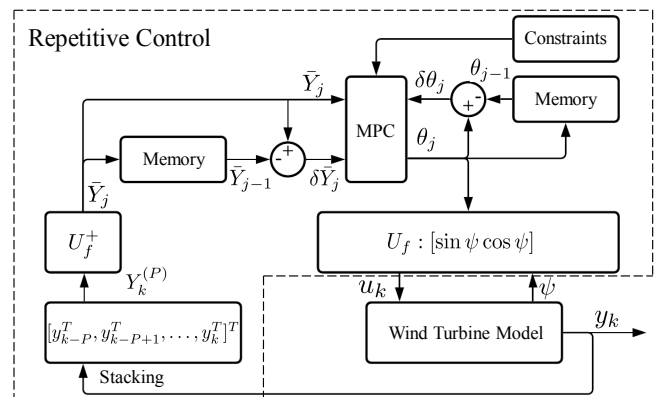 Repetitive Control
Constraints
Ȳ_j
δθ_j
θ_{j-1}
+ -
Memory
MPC
θ_j
- +
Memory
Ȳ_{j-1}
δȲ_j
Ȳ_j
U_f^+
U_f : [sin ψ cos ψ]
Y_k^{(P)}
u_k
ψ
[y_{k-P}^T, y_{k-P+1}^T, . . . , y_k^T]^T
Wind Turbine Model
y_k
Stacking